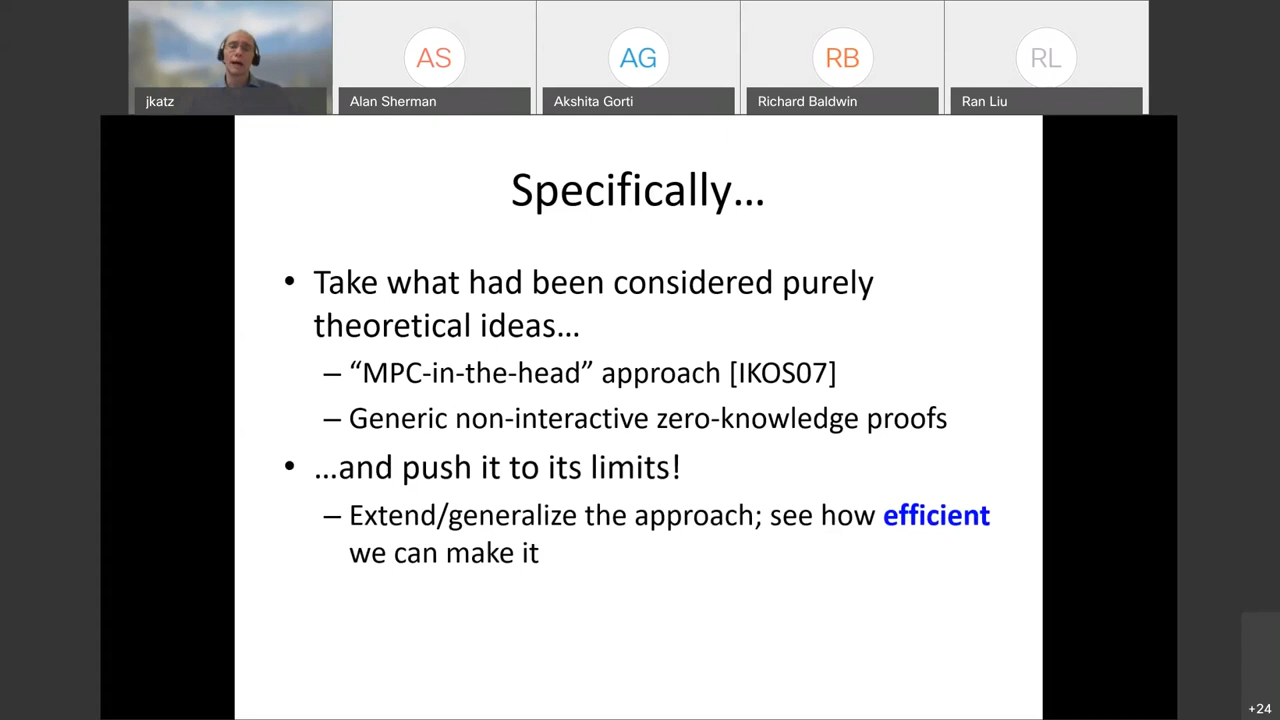 AS
AG
RB
RL
jkatz
Alan Sherman
Akshita Gorti
Richard Baldwin
Ran Liu
Specifically…
• Take what had been considered purely
theoretical ideas…
– “MPC-in-the-head” approach [IKOS07]
– Generic non-interactive zero-knowledge proofs
• …and push it to its limits!
– Extend/generalize the approach; see how efficient
we can make it
+24